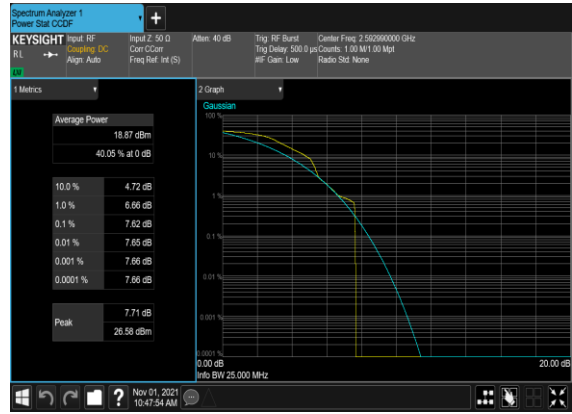 Spectrum Analyzer 1
Power Stat CCDF
KEYSIGHT
R L
Input: RF
Coupling: DC
Align: Auto
Input Z: 50 Ω
Corr CCorr
Freq Ref: Int (S)
Atten: 40 dB
Trig: RF Burst
Trig Delay: 500.0 µs
#IF Gain: Low
Center Freq: 2.592990000 GHz
Counts: 1.00 M/1.00 Mpt
Radio Std: None
1 Metrics
Average Power
18.87 dBm
40.05 % at 0 dB
10.0 % 4.72 dB
1.0 % 6.66 dB
0.1 % 7.62 dB
0.01 % 7.65 dB
0.001 % 7.66 dB
0.0001 % 7.66 dB
Peak
7.71 dB
26.58 dBm
2 Graph
Gaussian
100 %
10 %
1 %
0.1 %
0.01 %
0.001 %
0.0001 %
0.00 dB
20.00 dB
Info BW 25.000 MHz
?
Nov 01, 2021
10:47:54 AM